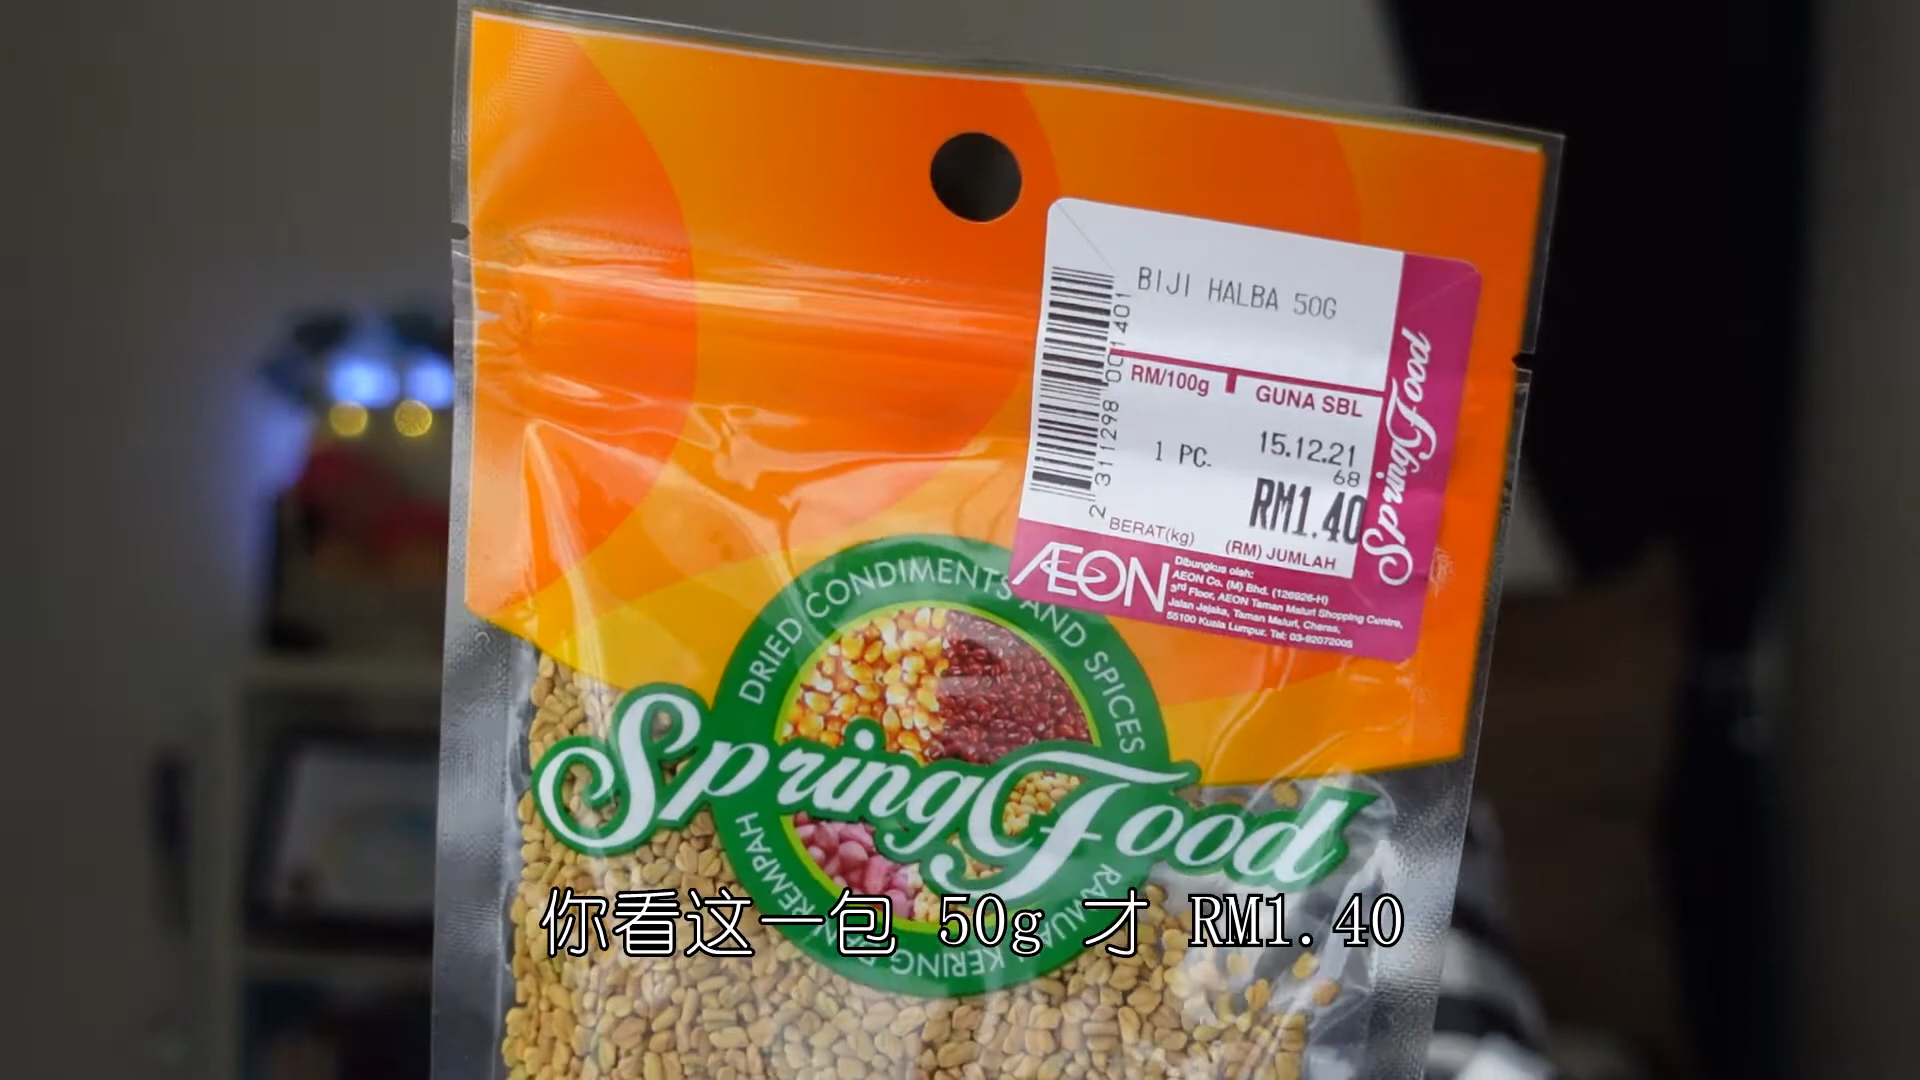 BIJI HALBA 50G
2 311298 001401
RM/100g
GUNA SBL
1 PC.
15.12.21
68
RM1.40
BERAT(kg)
(RM) JUMLAH
SpringFood
ÆON
Dibungkus oleh:
AEON Co. (M) Bhd. (126926-H)
3rd Floor, AEON Taman Maluri Shopping Centre,
Jalan Jejaka, Taman Maluri, Cheras,
55100 Kuala Lumpur. Tel: 03-92072005
DRIED CONDIMENTS AND SPICES
SpringFood
REMPAH
KERING
你看这一包 50g 才 RM1.40